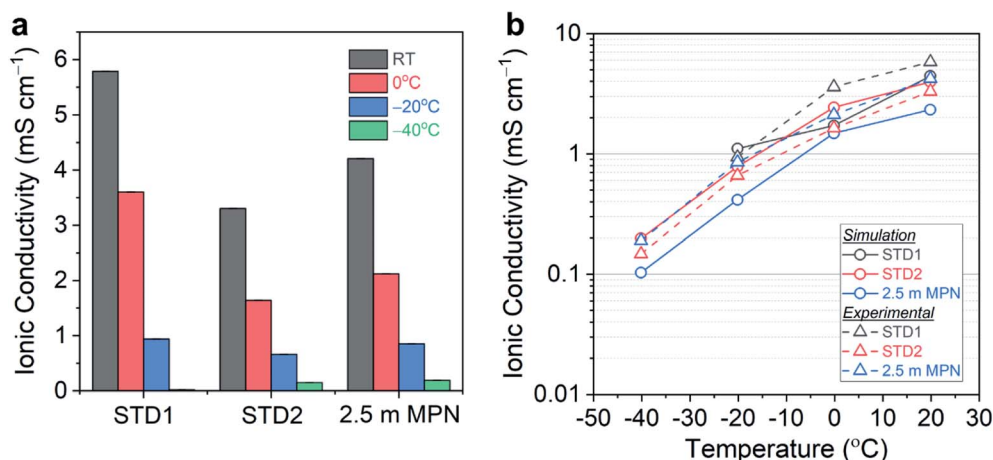 a
Ionic Conductivity (mS cm⁻¹)
6
5
4
3
2
1
0
RT
0°C
–20°C
–40°C
STD1 STD2 2.5 m MPN
b
Ionic Conductivity (mS cm⁻¹)
10
1
0.1
0.01
Simulation
STD1
STD2
2.5 m MPN
Experimental
STD1
STD2
2.5 m MPN
-50 -40 -30 -20 -10 0 10 20 30
Temperature (°C)